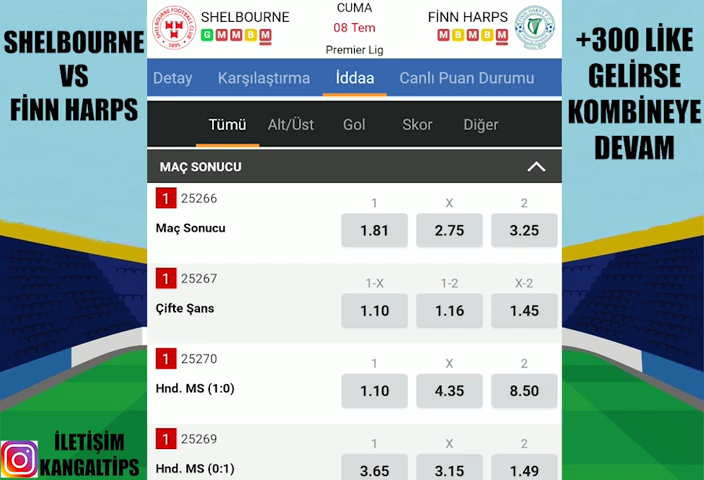 SHELBOURNE
VS
FİNN HARPS
SHELBOURNE
G M M B M
CUMA
08 Tem
Premier Lig
FİNN HARPS
M B M B M
+300 LİKE
GELİRSE
KOMBİNEYE
DEVAM
Detay Karşılaştırma İddaa Canlı Puan Durumu
Tümü Alt/Üst Gol Skor Diğer
MAÇ SONUCU
1 25266
Maç Sonucu
1 X 2
1.81 2.75 3.25
1 25267
Çifte Şans
1-X 1-2 X-2
1.10 1.16 1.45
1 25270
Hnd. MS (1:0)
1 X 2
1.10 4.35 8.50
1 25269
Hnd. MS (0:1)
1 X 2
3.65 3.15 1.49
İLETİŞİM
KANGALTİPS